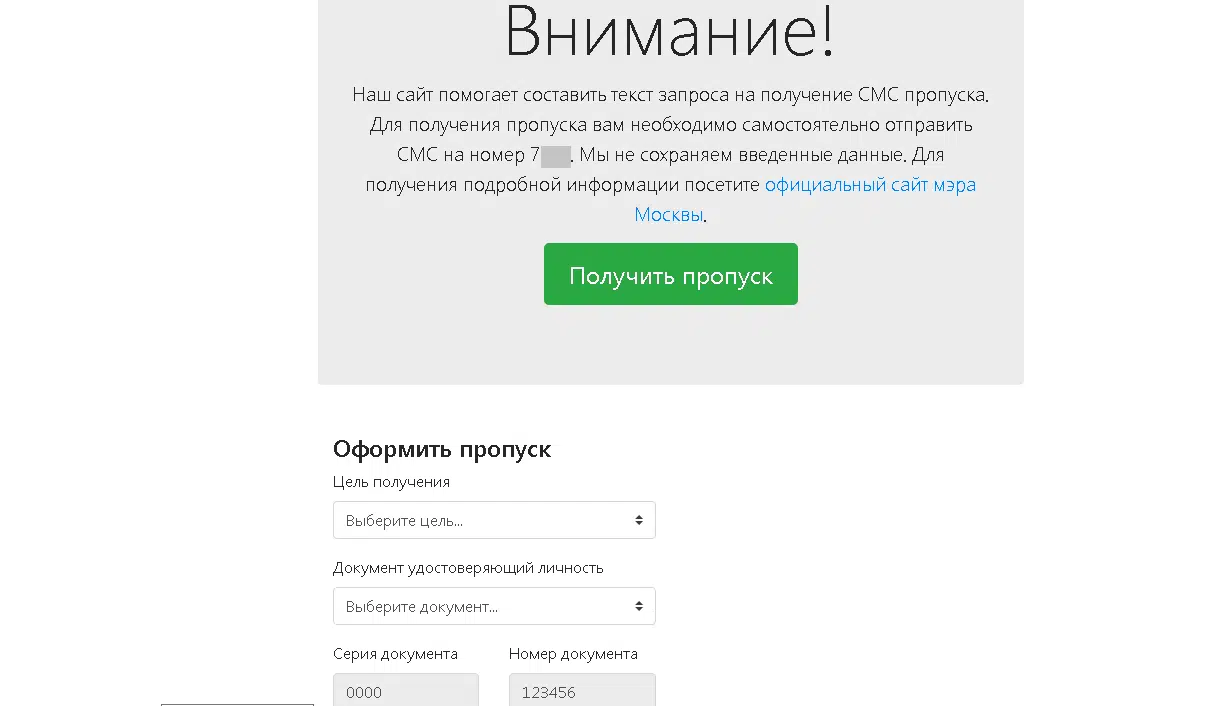 Внимание!
Наш сайт помогает составить текст запроса на получение СМС пропуска.
Для получения пропуска вам необходимо самостоятельно отправить
СМС на номер 7 . Мы не сохраняем введенные данные. Для
получения подробной информации посетите официальный сайт мэра
Москвы.
Получить пропуск
Оформить пропуск
Цель получения
Выберите цель...
Документ удостоверяющий личность
Выберите документ...
Серия документа Номер документа
0000 123456